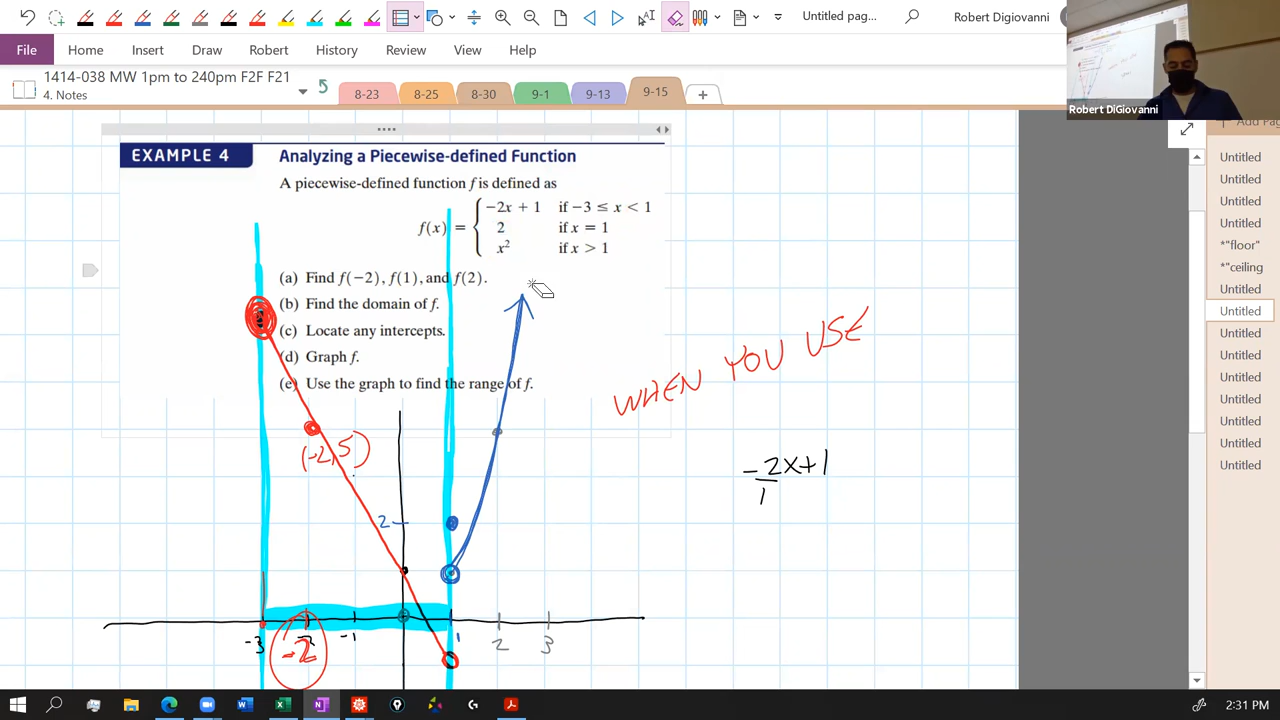 Untitled pag...
Robert Digiovanni
File
Home
Insert
Draw
Robert
History
Review
View
Help
1414-038 MW 1pm to 240pm F2F F21
4. Notes
8-23
8-25
8-30
9-1
9-13
9-15
Robert DiGiovanni
Add Page
EXAMPLE 4 Analyzing a Piecewise-defined Function
A piecewise-defined function f is defined as
−2x + 1 if −3 ≤ x < 1
f(x) = { 2 if x = 1
x² if x > 1
(a) Find f(−2), f(1), and f(2).
(b) Find the domain of f.
(c) Locate any intercepts.
(d) Graph f.
(e) Use the graph to find the range of f.
WHEN YOU USE
(-2,5)
-2x+1
1
2
-3 -2 -1 1 2 3
-2
Untitled
Untitled
Untitled
Untitled
*"floor"
*"ceiling
Untitled
Untitled
Untitled
Untitled
Untitled
Untitled
Untitled
Untitled
Untitled
2:31 PM